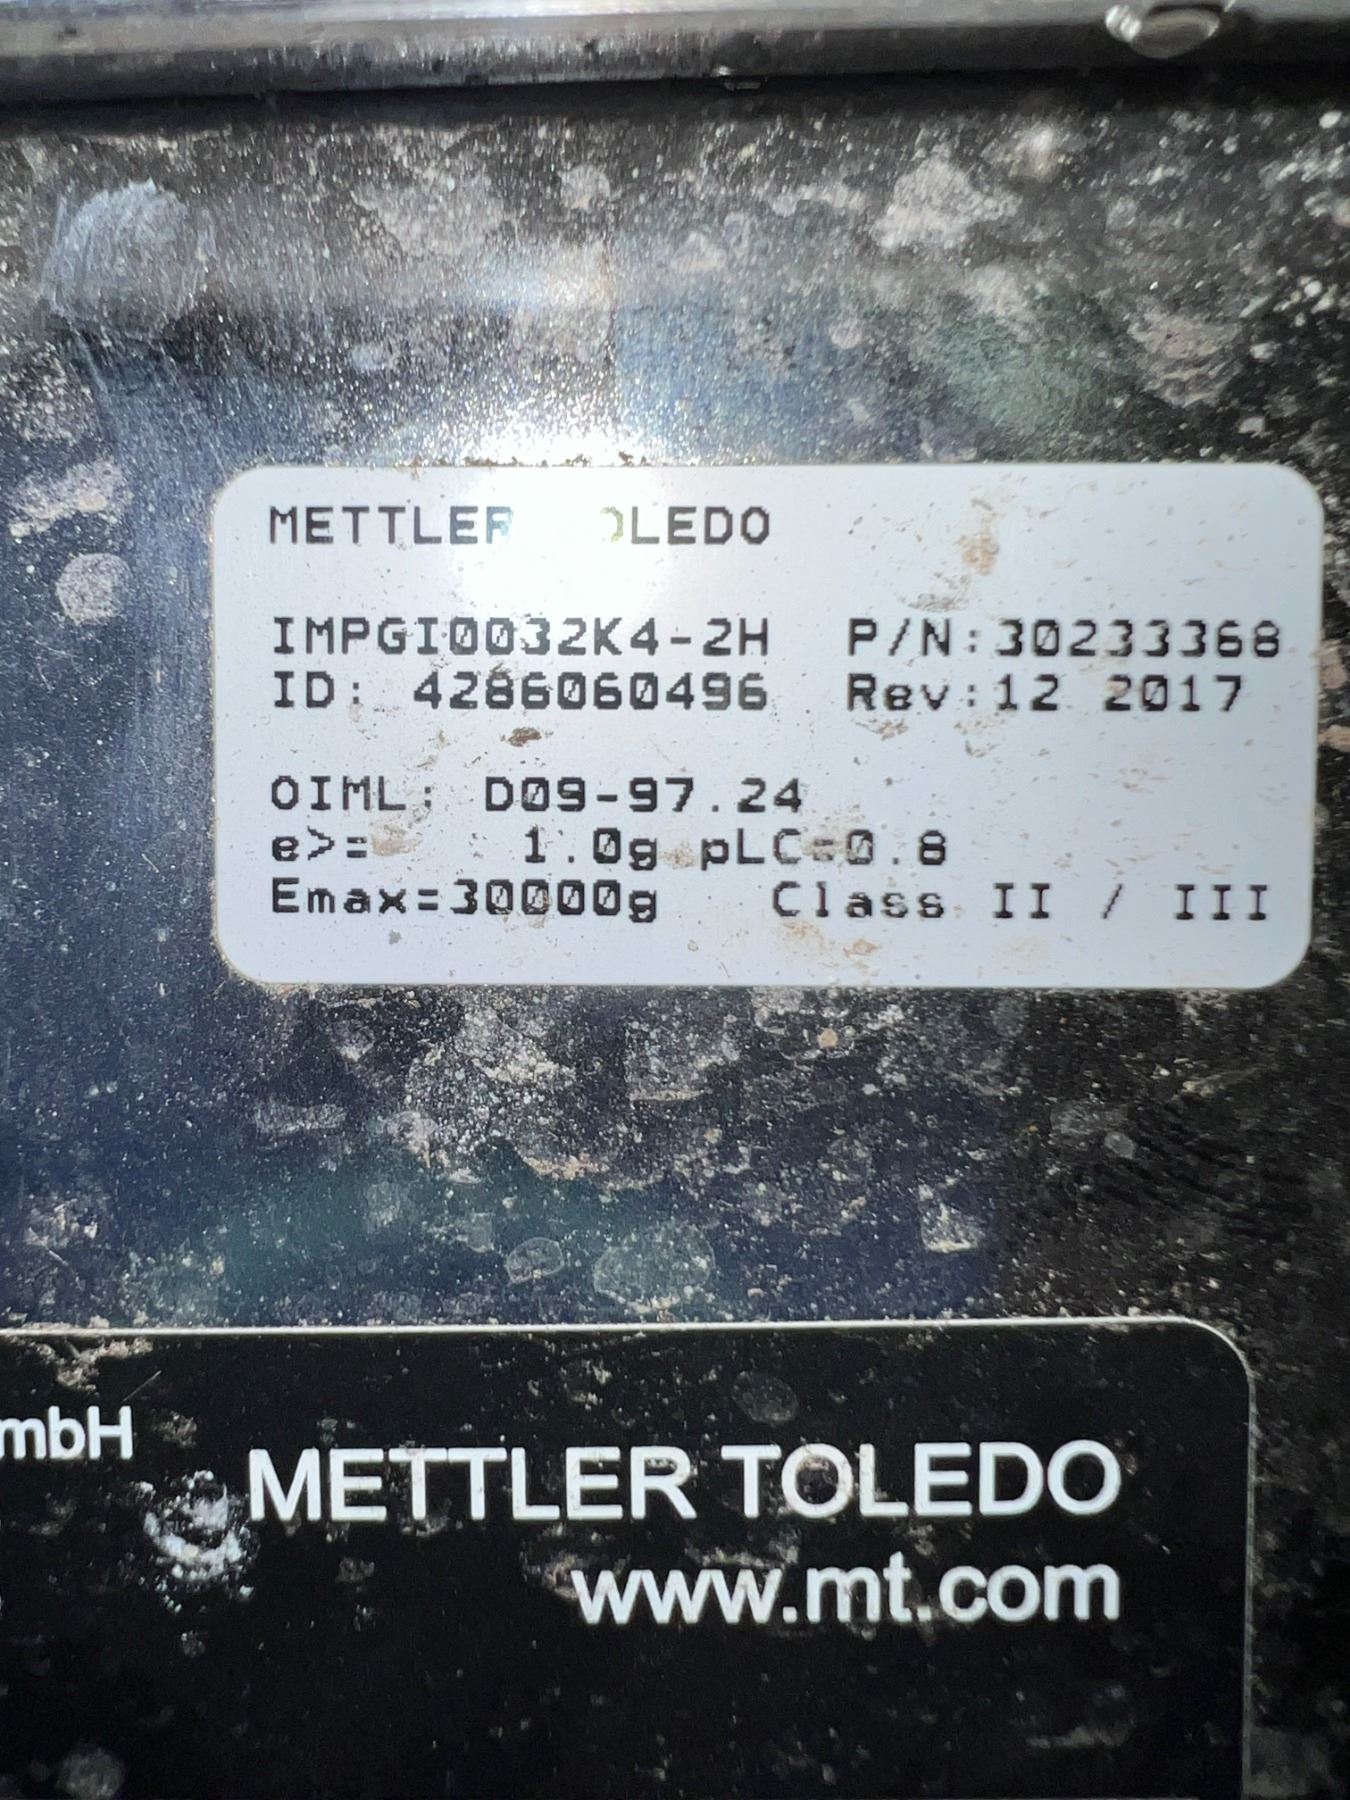 METTLER TOLEDO
IMPGI0032K4-2H P/N:30233368
ID: 4286060496 Rev:12 2017
OIML: D09-97.24
e>= 1.0g pLC=0.8
Emax=30000g Class II / III
mbH
METTLER TOLEDO
www.mt.com